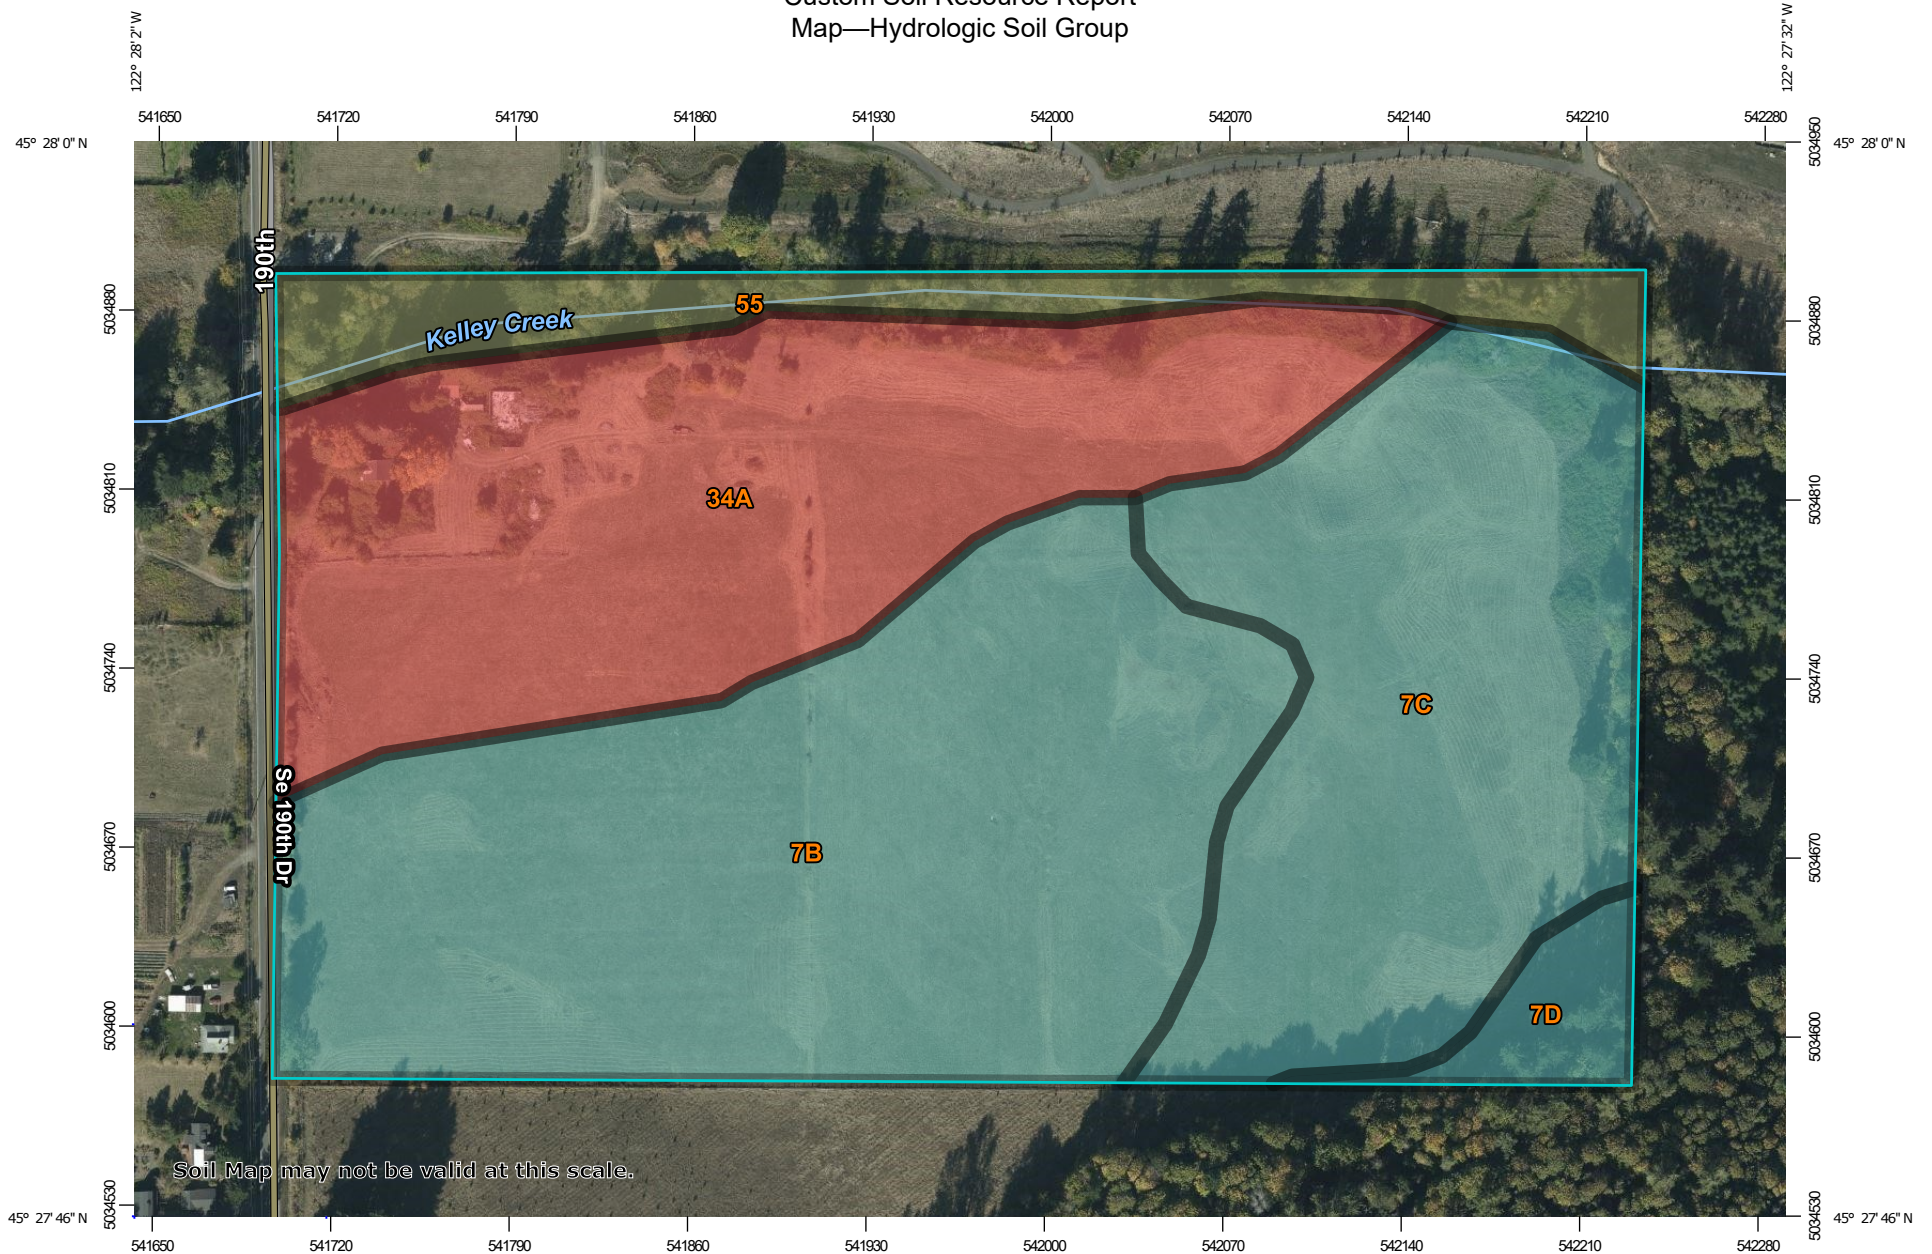 Custom Soil Resource Report
Map—Hydrologic Soil Group
122° 28' 2" W
122° 27' 32" W
541650 541720 541790 541860 541930 542000 542070 542140 542210 542280
45° 28' 0" N
45° 28' 0" N
5034950
190th
55
Kelley Creek
5034880
5034880
34A
5034810
5034810
5034740
5034740
7C
Se 190th Dr
7B
5034670
5034670
7D
5034600
5034600
Soil Map may not be valid at this scale.
5034530
5034530
45° 27' 46" N
45° 27' 46" N
541650 541720 541790 541860 541930 542000 542070 542140 542210 542280